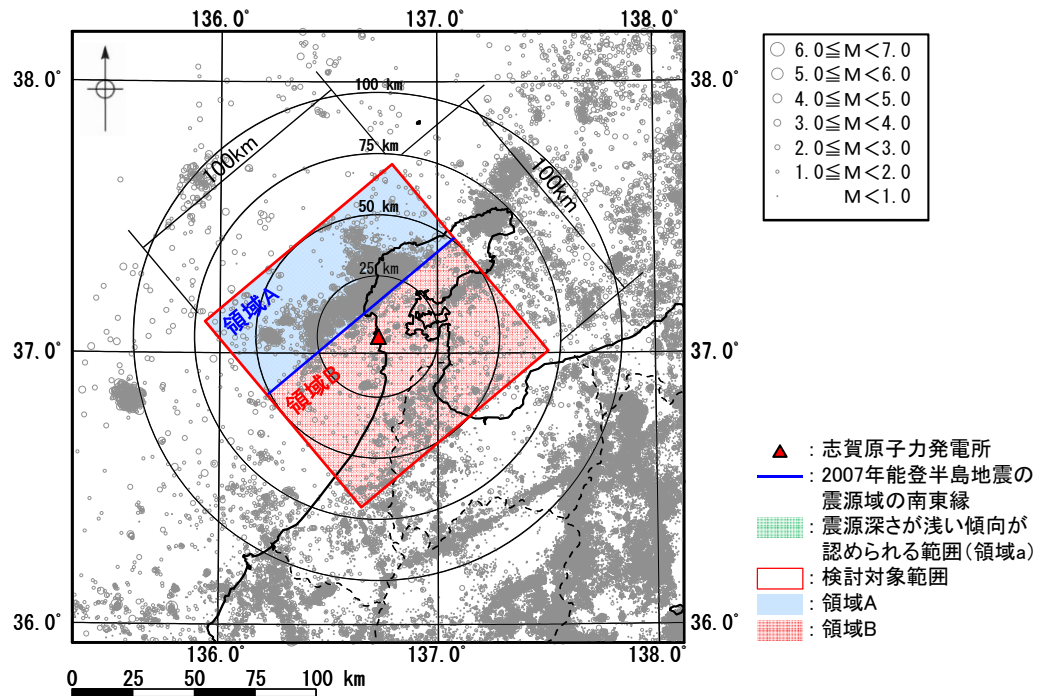 136.0° 137.0° 138.0°
38.0°
37.0°
36.0°
136.0° 137.0° 138.0°
100 km
75 km
50 km
25 km
100km
100km
領域A
領域B
0 25 50 75 100 km
6.0≦M<7.0
5.0≦M<6.0
4.0≦M<5.0
3.0≦M<4.0
2.0≦M<3.0
1.0≦M<2.0
M<1.0
：志賀原子力発電所
：2007年能登半島地震の
震源域の南東縁
：震源深さが浅い傾向が
認められる範囲(領域a)
：検討対象範囲
：領域A
：領域B